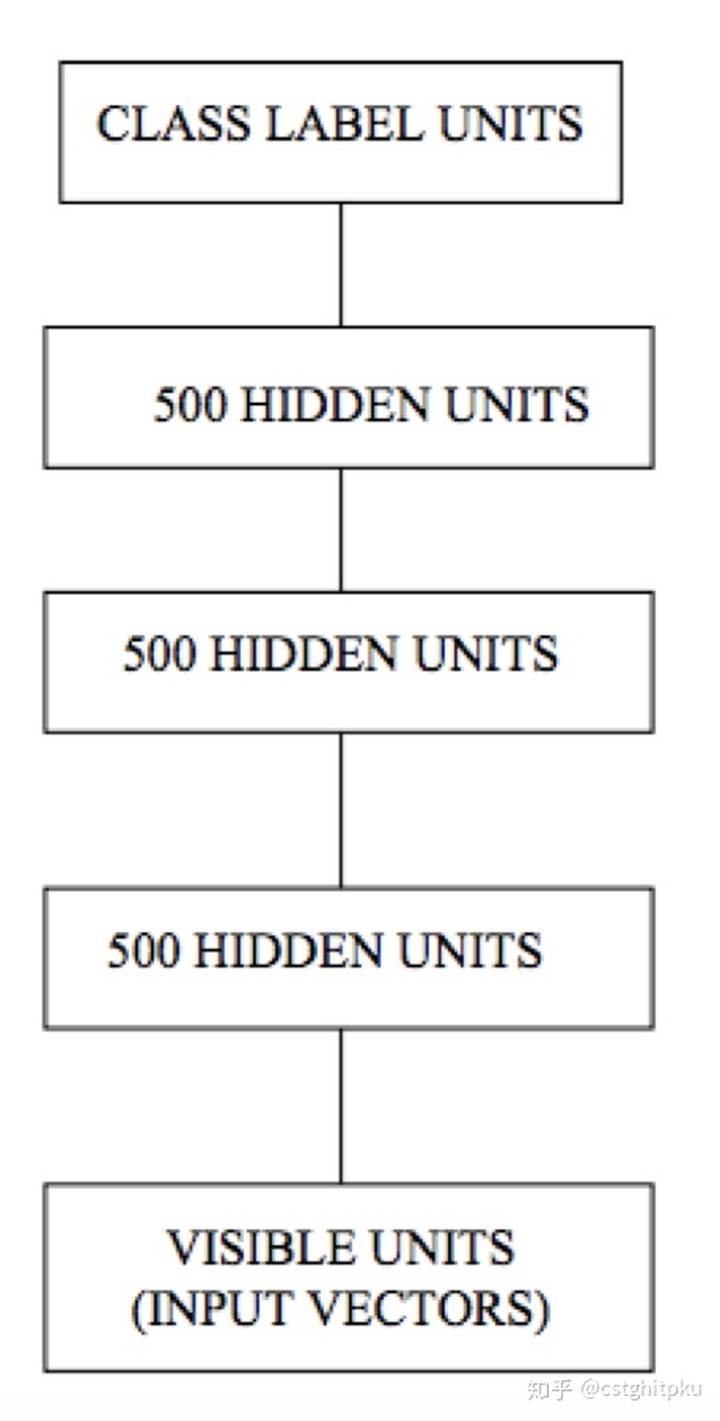 CLASS LABEL UNITS
500 HIDDEN UNITS
500 HIDDEN UNITS
500 HIDDEN UNITS
VISIBLE UNITS
(INPUT VECTORS)
知乎 @cstghitpku